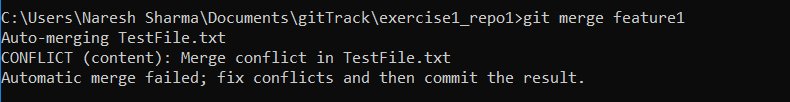 C:\Users\Naresh Sharma\Documents\gitTrack\exercise1_repo1>git merge feature1
Auto-merging TestFile.txt
CONFLICT (content): Merge conflict in TestFile.txt
Automatic merge failed; fix conflicts and then commit the result.